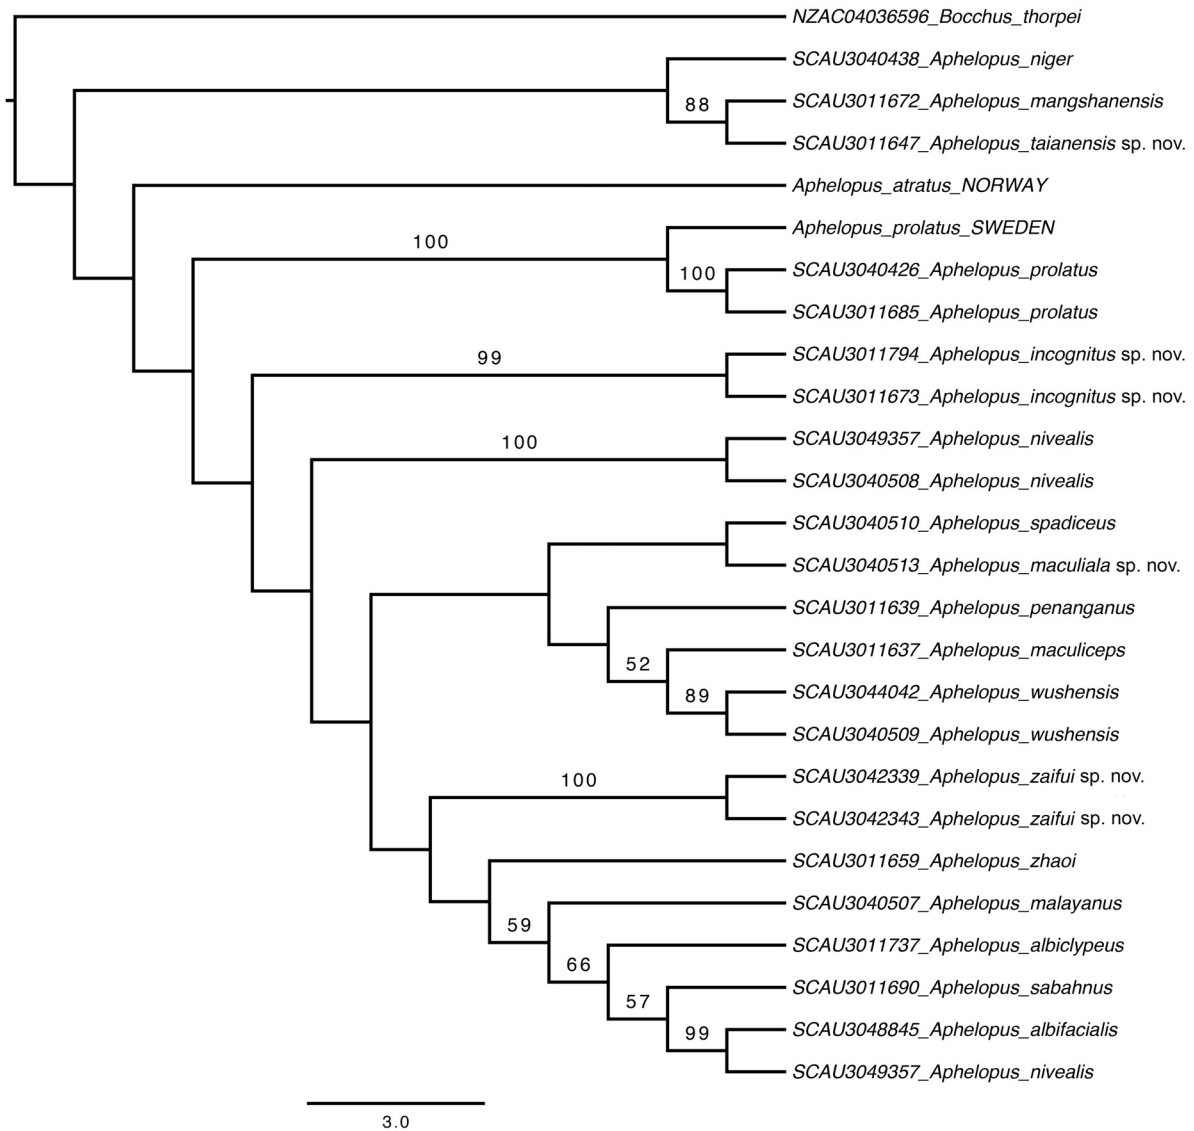 NZAC04036596_Bocchus_thorpei
SCAU3040438_Aphelopus_niger
88
SCAU3011672_Aphelopus_mangshanensis
SCAU3011647_Aphelopus_taianensis sp. nov.
Aphelopus_atratus_NORWAY
Aphelopus_prolatus_SWEDEN
100
100
SCAU3040426_Aphelopus_prolatus
SCAU3011685_Aphelopus_prolatus
SCAU3011794_Aphelopus_incognitus sp. nov.
99
SCAU3011673_Aphelopus_incognitus sp. nov.
SCAU3049357_Aphelopus_nivealis
100
SCAU3040508_Aphelopus_nivealis
SCAU3040510_Aphelopus_spadiceus
SCAU3040513_Aphelopus_maculiala sp. nov.
SCAU3011639_Aphelopus_penanganus
SCAU3011637_Aphelopus_maculiceps
52
SCAU3044042_Aphelopus_wushensis
89
SCAU3040509_Aphelopus_wushensis
SCAU3042339_Aphelopus_zaifui sp. nov.
100
SCAU3042343_Aphelopus_zaifui sp. nov.
SCAU3011659_Aphelopus_zhaoi
SCAU3040507_Aphelopus_malayanus
59
SCAU3011737_Aphelopus_albiclypeus
66
SCAU3011690_Aphelopus_sabahnus
57
SCAU3048845_Aphelopus_albifacialis
99
SCAU3049357_Aphelopus_nivealis
3.0